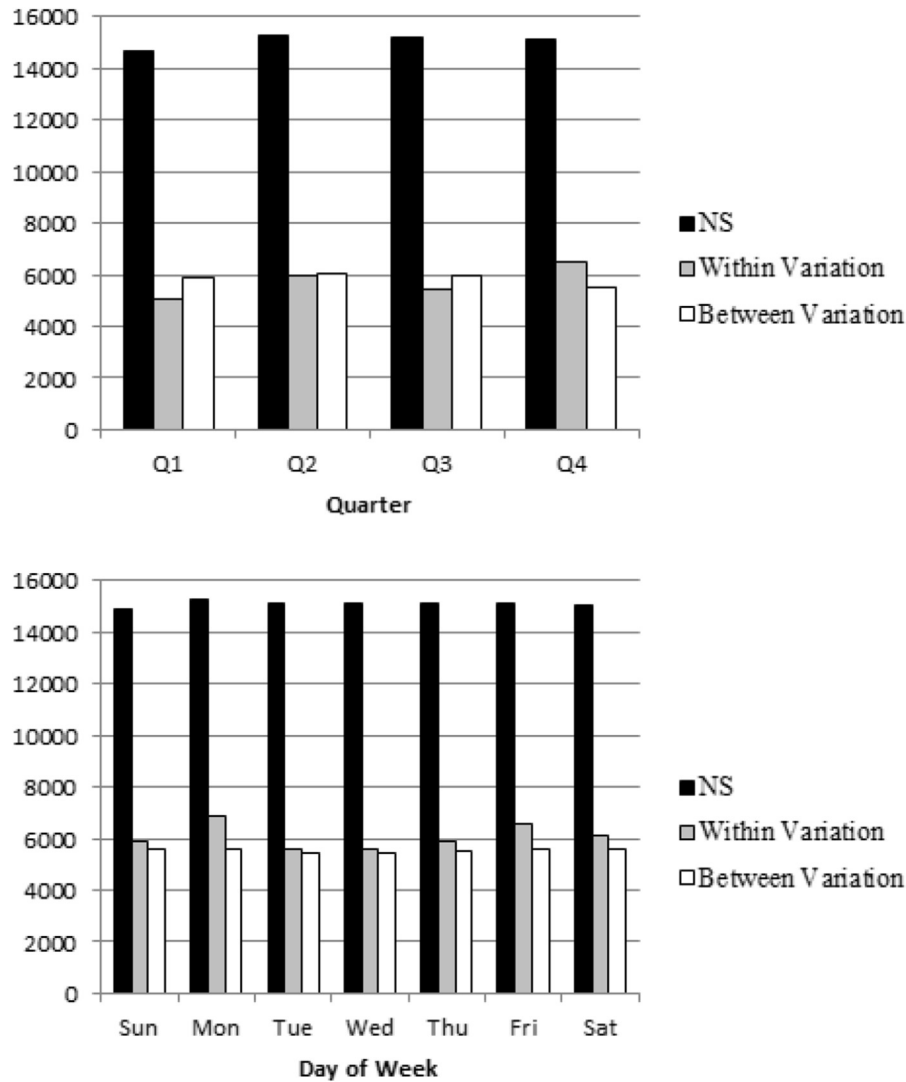 16000
14000
12000
10000
8000
6000
4000
2000
0
Q1 Q2 Q3 Q4
Quarter
NS
Within Variation
Between Variation
16000
14000
12000
10000
8000
6000
4000
2000
0
Sun Mon Tue Wed Thu Fri Sat
Day of Week
NS
Within Variation
Between Variation